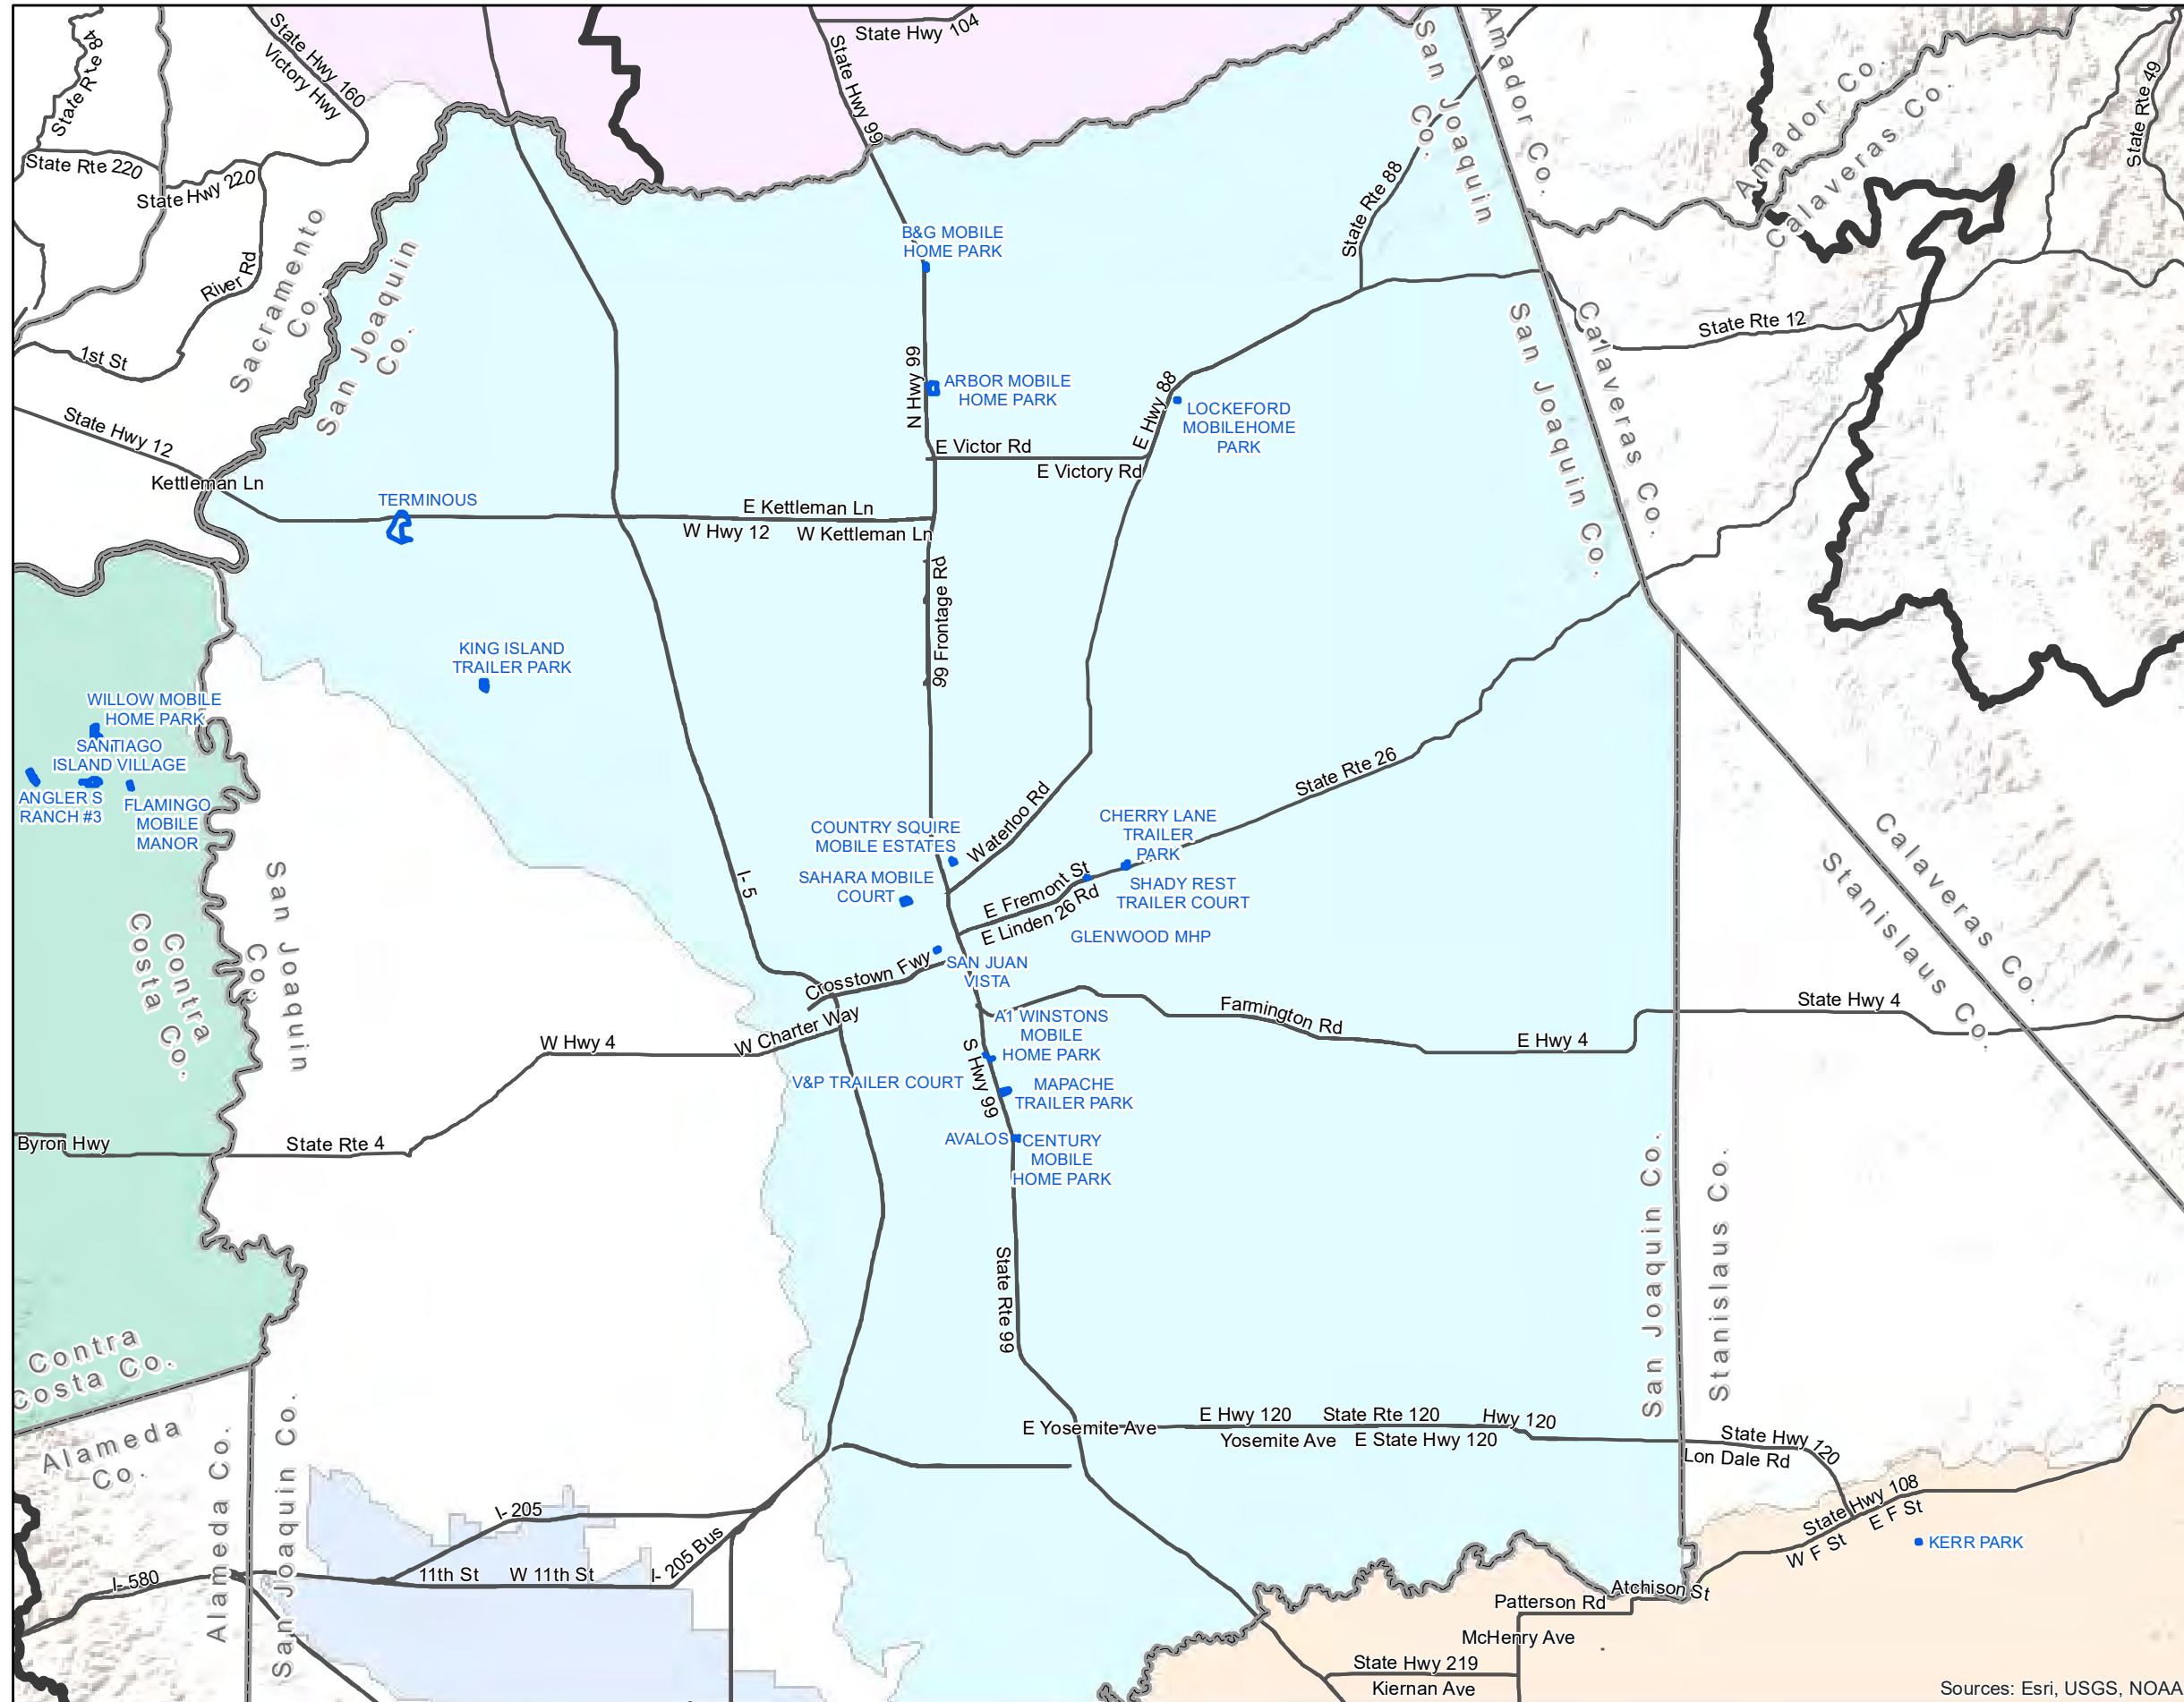 State Rte 84
State Hwy 160
Victory Hwy
State Hwy 104
State Hwy 99
San Joaquin
Co.
Amador Co.
Amador Co.
Calaveras Co.
State Rte 49
State Rte 220
State Hwy 220
River Rd
1st St
Sacramento
Co.
San Joaquin
Co.
State Rte 88
B&G MOBILE
HOME PARK
N Hwy 99
ARBOR MOBILE
HOME PARK
E Hwy 88
LOCKEFORD
MOBILEHOME
PARK
San Joaquin Co.
Calaveras Co.
State Rte 12
State Hwy 12
Kettleman Ln
E Victor Rd
E Victory Rd
TERMINOUS
E Kettleman Ln
W Hwy 12
W Kettleman Ln
99 Frontage Rd
KING ISLAND
TRAILER PARK
WILLOW MOBILE
HOME PARK
SANTIAGO
ISLAND VILLAGE
ANGLER S
RANCH #3
FLAMINGO
MOBILE
MANOR
State Rte 26
Waterloo Rd
COUNTRY SQUIRE
MOBILE ESTATES
CHERRY LANE
TRAILER
PARK
SAHARA MOBILE
COURT
I- 5
E Fremont St
E Linden 26 Rd
SHADY REST
TRAILER COURT
GLENWOOD MHP
Calaveras Co.
Stanislaus Co.
San Joaquin
Co.
Contra
Costa Co.
Crosstown Fwy
SAN JUAN
VISTA
W Charter Way
W Hwy 4
A1 WINSTONS
MOBILE
HOME PARK
Farmington Rd
E Hwy 4
State Hwy 4
S Hwy 99
V&P TRAILER COURT
MAPACHE
TRAILER PARK
AVALOS
CENTURY
MOBILE
HOME PARK
Byron Hwy
State Rte 4
San Joaquin Co.
Stanislaus Co.
State Rte 99
Contra
Costa Co.
Alameda
Co.
Alameda Co.
San Joaquin Co.
E Yosemite Ave
E Hwy 120
State Rte 120
Hwy 120
Yosemite Ave
E State Hwy 120
State Hwy 120
Lon Dale Rd
State Hwy 108
E F St
W F St
KERR PARK
I- 205
I- 205 Bus
11th St
W 11th St
I- 580
Atchison St
Patterson Rd
McHenry Ave
State Hwy 219
Kiernan Ave
Sources: Esri, USGS, NOAA